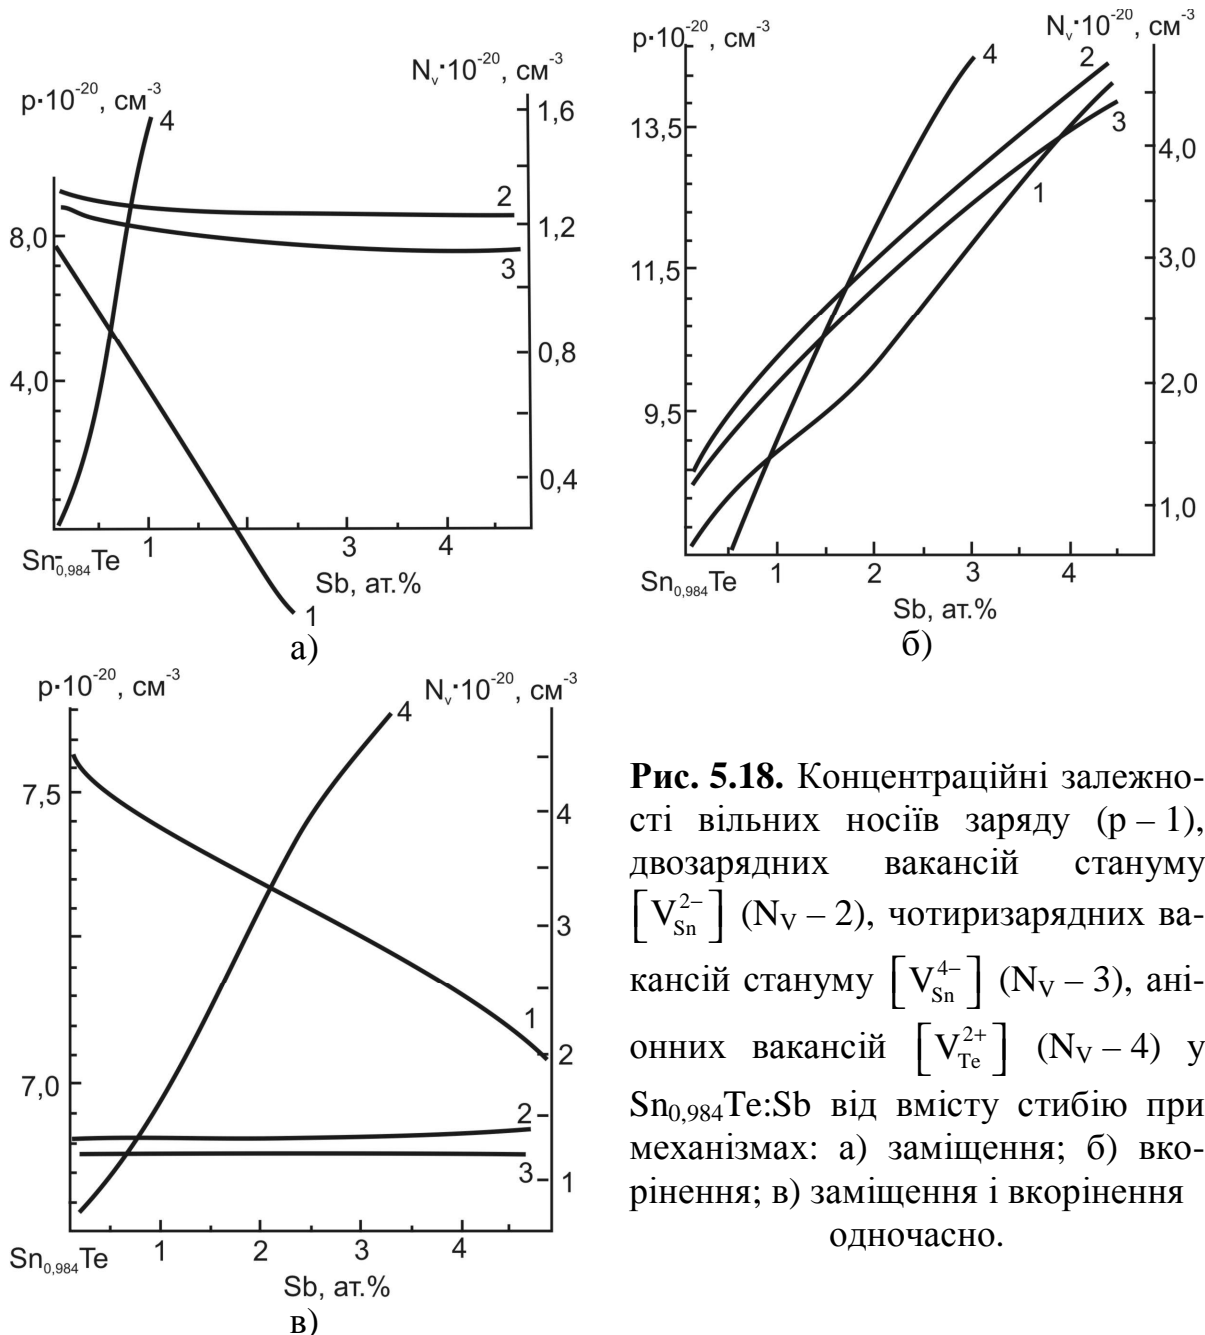 p·10⁻²⁰, см⁻³
N_v·10⁻²⁰, см⁻³
1,6
4
2
1,2
8,0
3
0,8
4,0
0,4
Sn₀,₉₈₄Te
1
3
4
Sb, ат.%
1
а)
p·10⁻²⁰, см⁻³
N_v·10⁻²⁰, см⁻³
4
2
13,5
3
4,0
1
11,5
3,0
9,5
2,0
1,0
Sn₀,₉₈₄Te
1
2
3
4
Sb, ат.%
б)
p·10⁻²⁰, см⁻³
N_v·10⁻²⁰, см⁻³
4
7,5
4
3
1
2
7,0
2
3
1
Sn₀,₉₈₄Te
1
2
3
4
Sb, ат.%
в)
Рис. 5.18. Концентраційні залежно-
сті вільних носіїв заряду (p – 1),
двозарядних вакансій стануму
[V_Sn^2−] (N_V – 2), чотиризарядних ва-
кансій стануму [V_Sn^4−] (N_V – 3), ані-
онних вакансій [V_Te^2+] (N_V – 4) у
Sn₀,₉₈₄Te:Sb від вмісту стибію при
механізмах: а) заміщення; б) вко-
рінення; в) заміщення і вкорінення
одночасно.